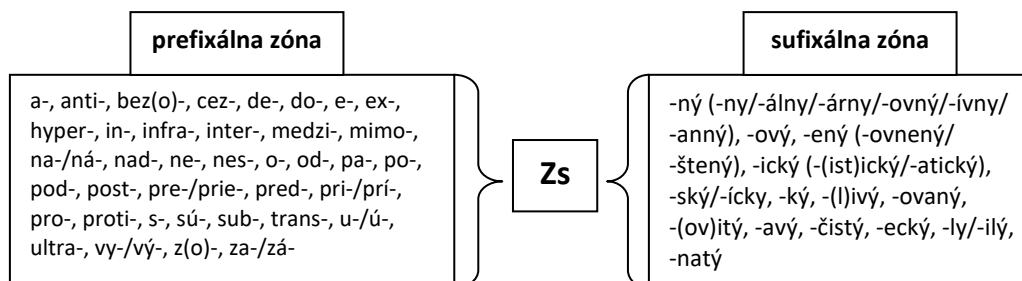 prefixálna zóna
a-, anti-, bez(o)-, cez-, de-, do-, e-, ex-,
hyper-, in-, infra-, inter-, medzi-, mimo-,
na-/ná-, nad-, ne-, nes-, o-, od-, pa-, po-,
pod-, post-, pre-/prie-, pred-, pri-/prí-,
pro-, proti-, s-, sú-, sub-, trans-, u-/ú-,
ultra-, vy-/vý-, z(o)-, za-/zá-
Zs
sufixálna zóna
-ný (-ny/-álny/-árny/-ovný/-ívny/
-anný), -ový, -ený (-ovnený/
-štený), -ický (-(ist)ický/-atický),
-ský/-ícky, -ký, -(l)ivý, -ovaný,
-(ov)itý, -avý, -čistý, -ecký, -ly/-ilý,
-natý